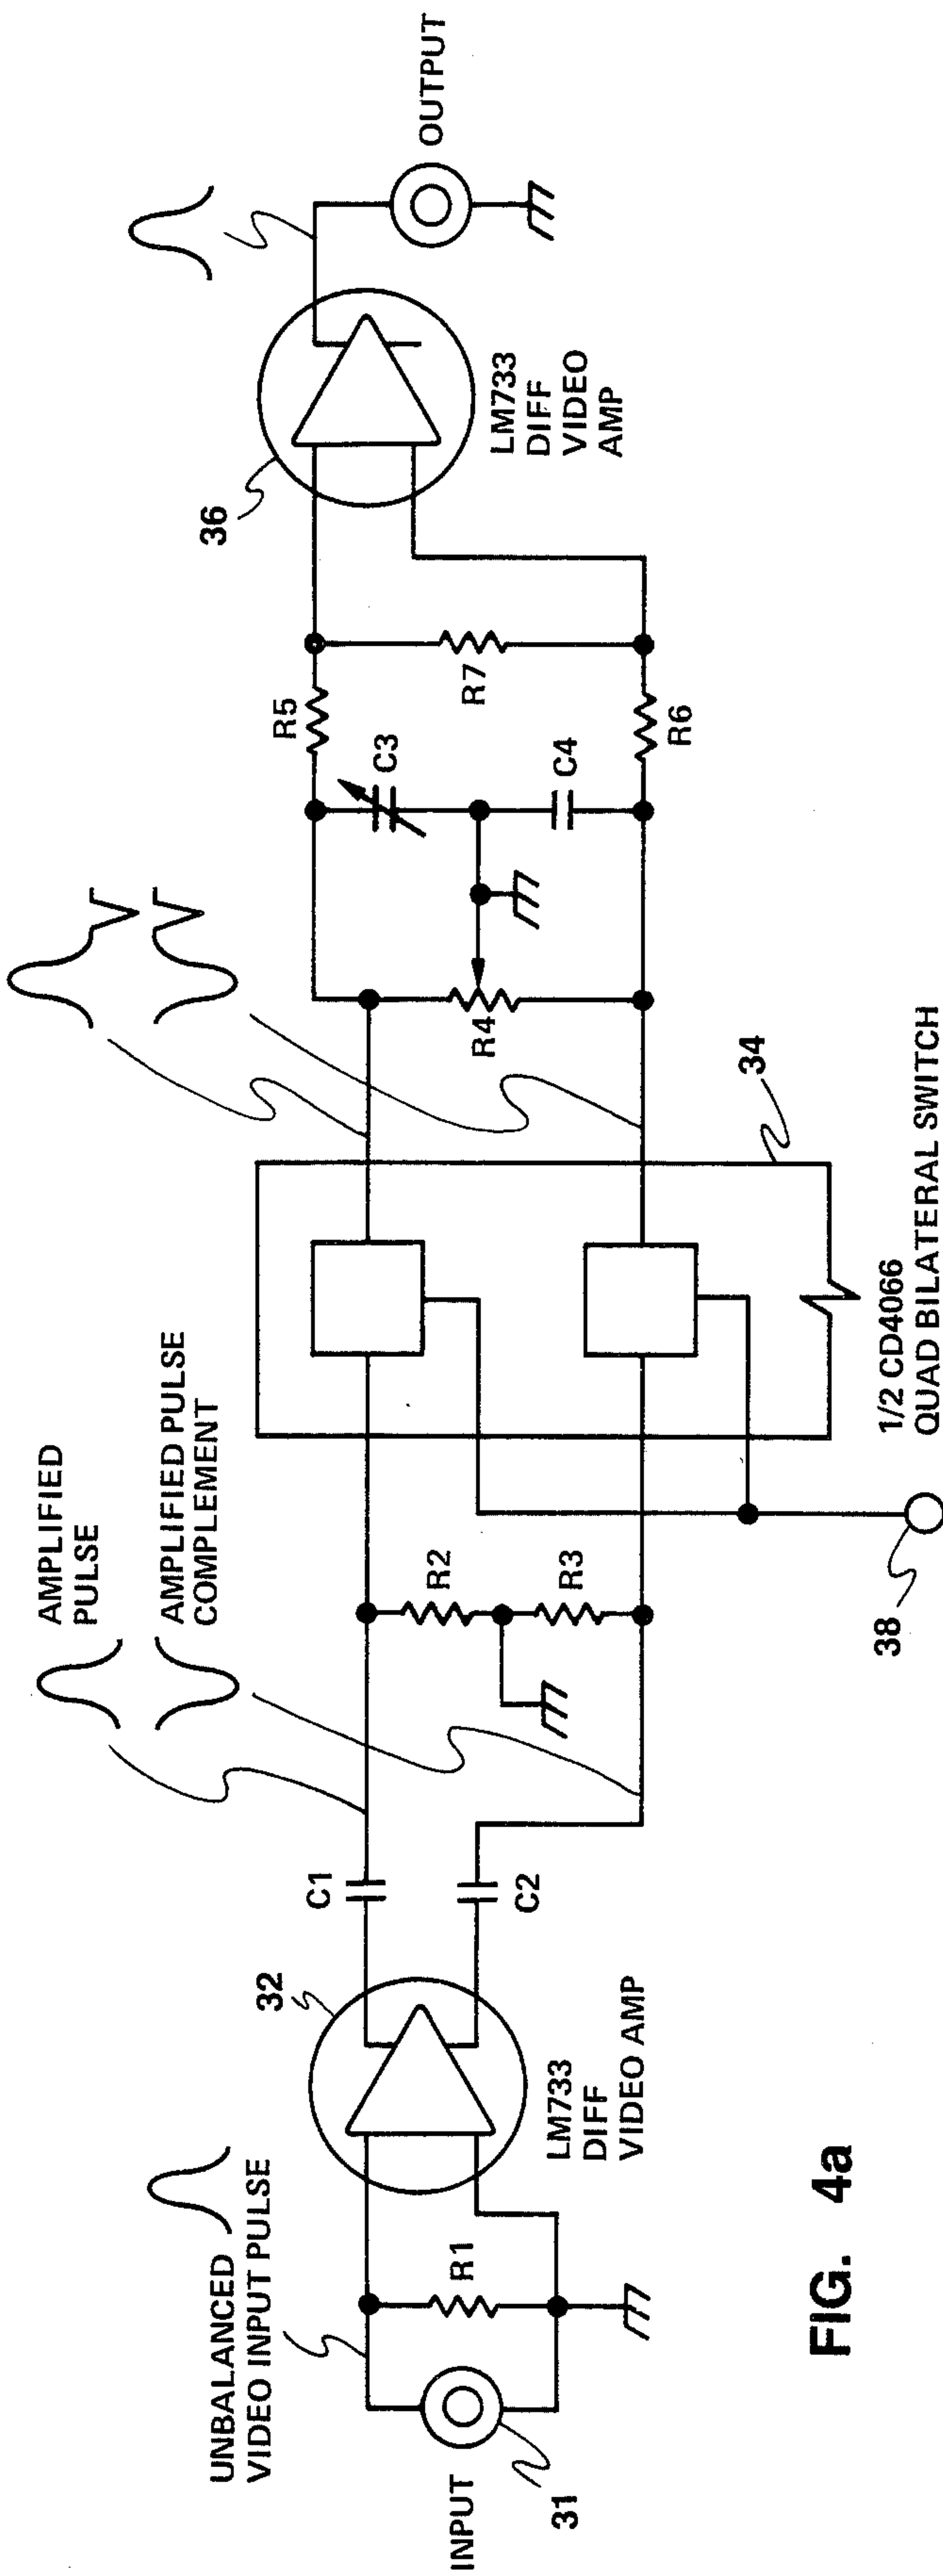 UNBALANCED
VIDEO INPUT PULSE
INPUT
31
R1
32
LM733
DIFF
VIDEO AMP
C1
C2
AMPLIFIED
PULSE
AMPLIFIED PULSE
COMPLEMENT
R2
R3
38
1/2 CD4066
QUAD BILATERAL SWITCH
34
R4
C3
C4
R5
R6
R7
36
LM733
DIFF
VIDEO
AMP
OUTPUT
FIG. 4a